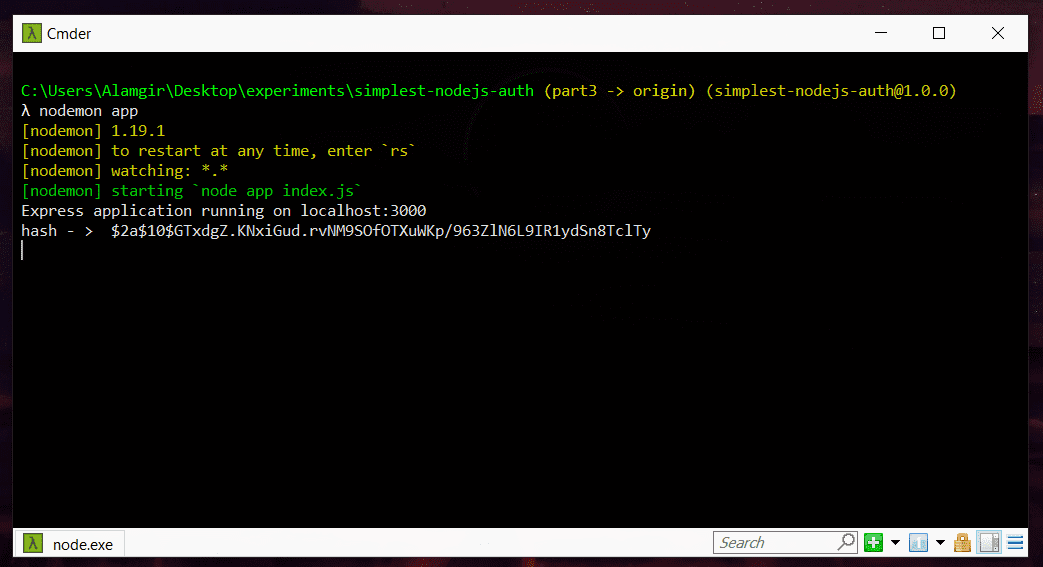 λ Cmder
C:\Users\Alamgir\Desktop\experiments\simplest-nodejs-auth (part3 -> origin) (simplest-nodejs-auth@1.0.0)
λ nodemon app
[nodemon] 1.19.1
[nodemon] to restart at any time, enter `rs`
[nodemon] watching: *.*
[nodemon] starting `node app index.js`
Express application running on localhost:3000
hash - >  $2a$10$GTxdgZ.KNxiGud.rvNM9SOfOTXuWKp/963ZlN6L9IR1ydSn8TclTy
λ node.exe
Search